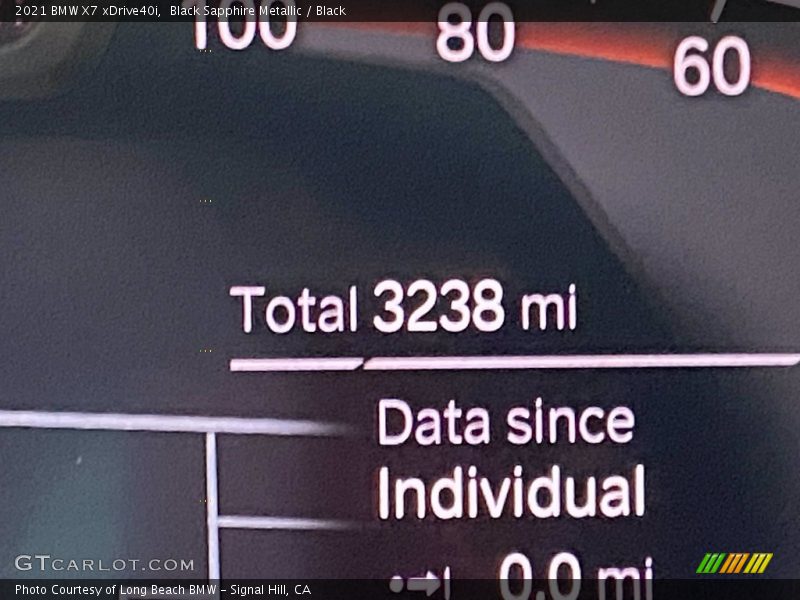 2021 BMW X7 xDrive40i, Black Sapphire Metallic / Black
100 80 60
Total 3238 mi
Data since
Individual
0.0 mi
GTCARLOT.COM
Photo Courtesy of Long Beach BMW – Signal Hill, CA